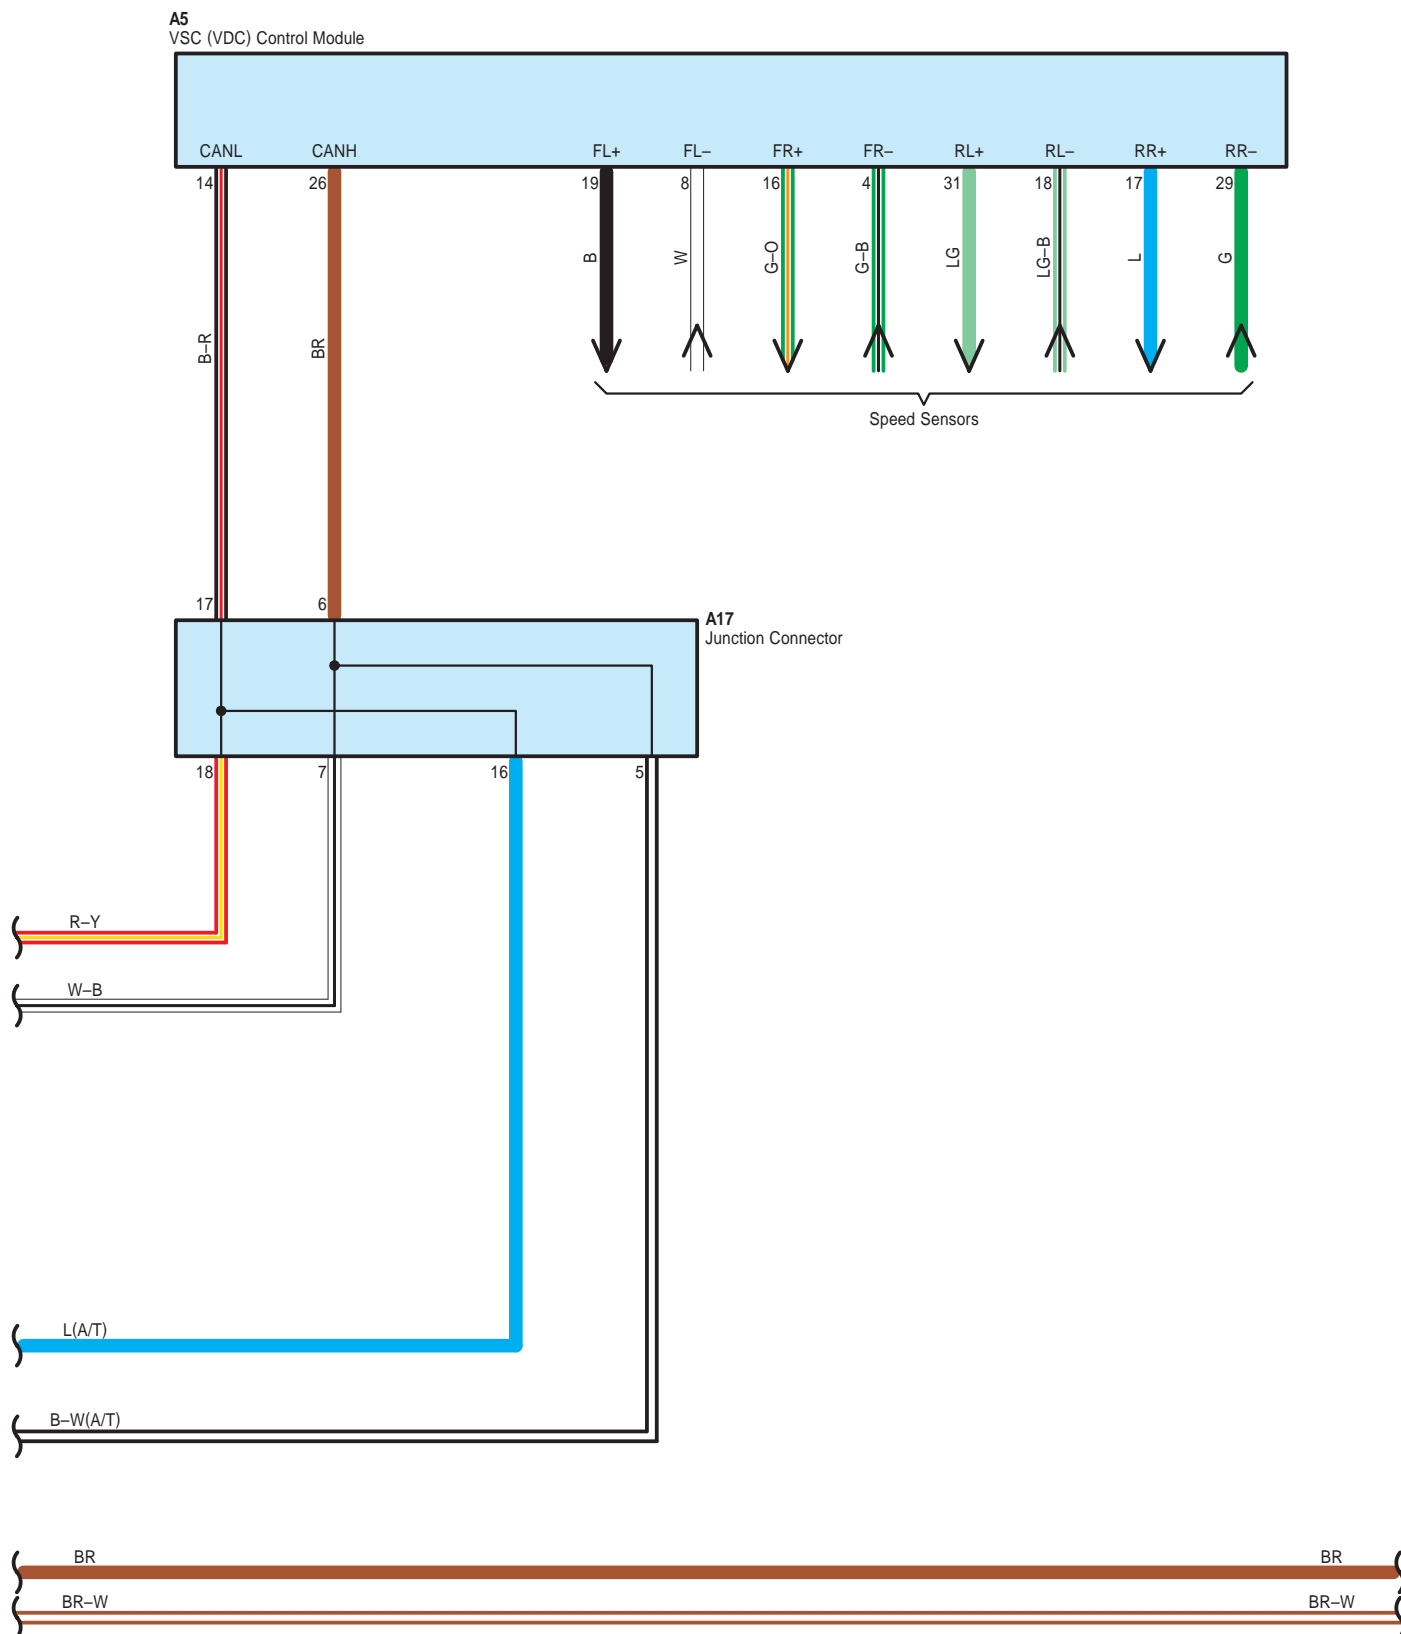 A5
VSC (VDC) Control Module
CANL CANH FL+ FL– FR+ FR– RL+ RL– RR+ RR–
14 26 19 8 16 4 31 18 17 29
B W G–O G–B LG LG–B L G
B–R BR
Speed Sensors
17 6
A17
Junction Connector
18 7 16 5
R–Y
W–B
L(A/T)
B–W(A/T)
BR BR
BR–W BR–W